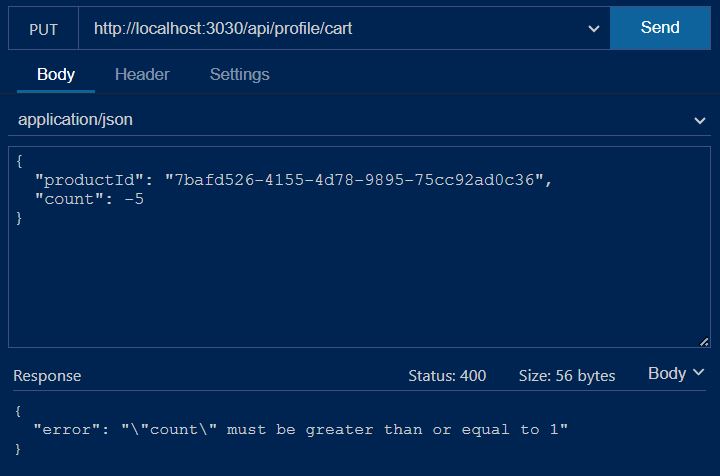 PUT http://localhost:3030/api/profile/cart Send
Body Header Settings
application/json
{
  "productId": "7bafd526-4155-4d78-9895-75cc92ad0c36",
  "count": -5
}
Response Status: 400 Size: 56 bytes Body
{
  "error": "\"count\" must be greater than or equal to 1"
}